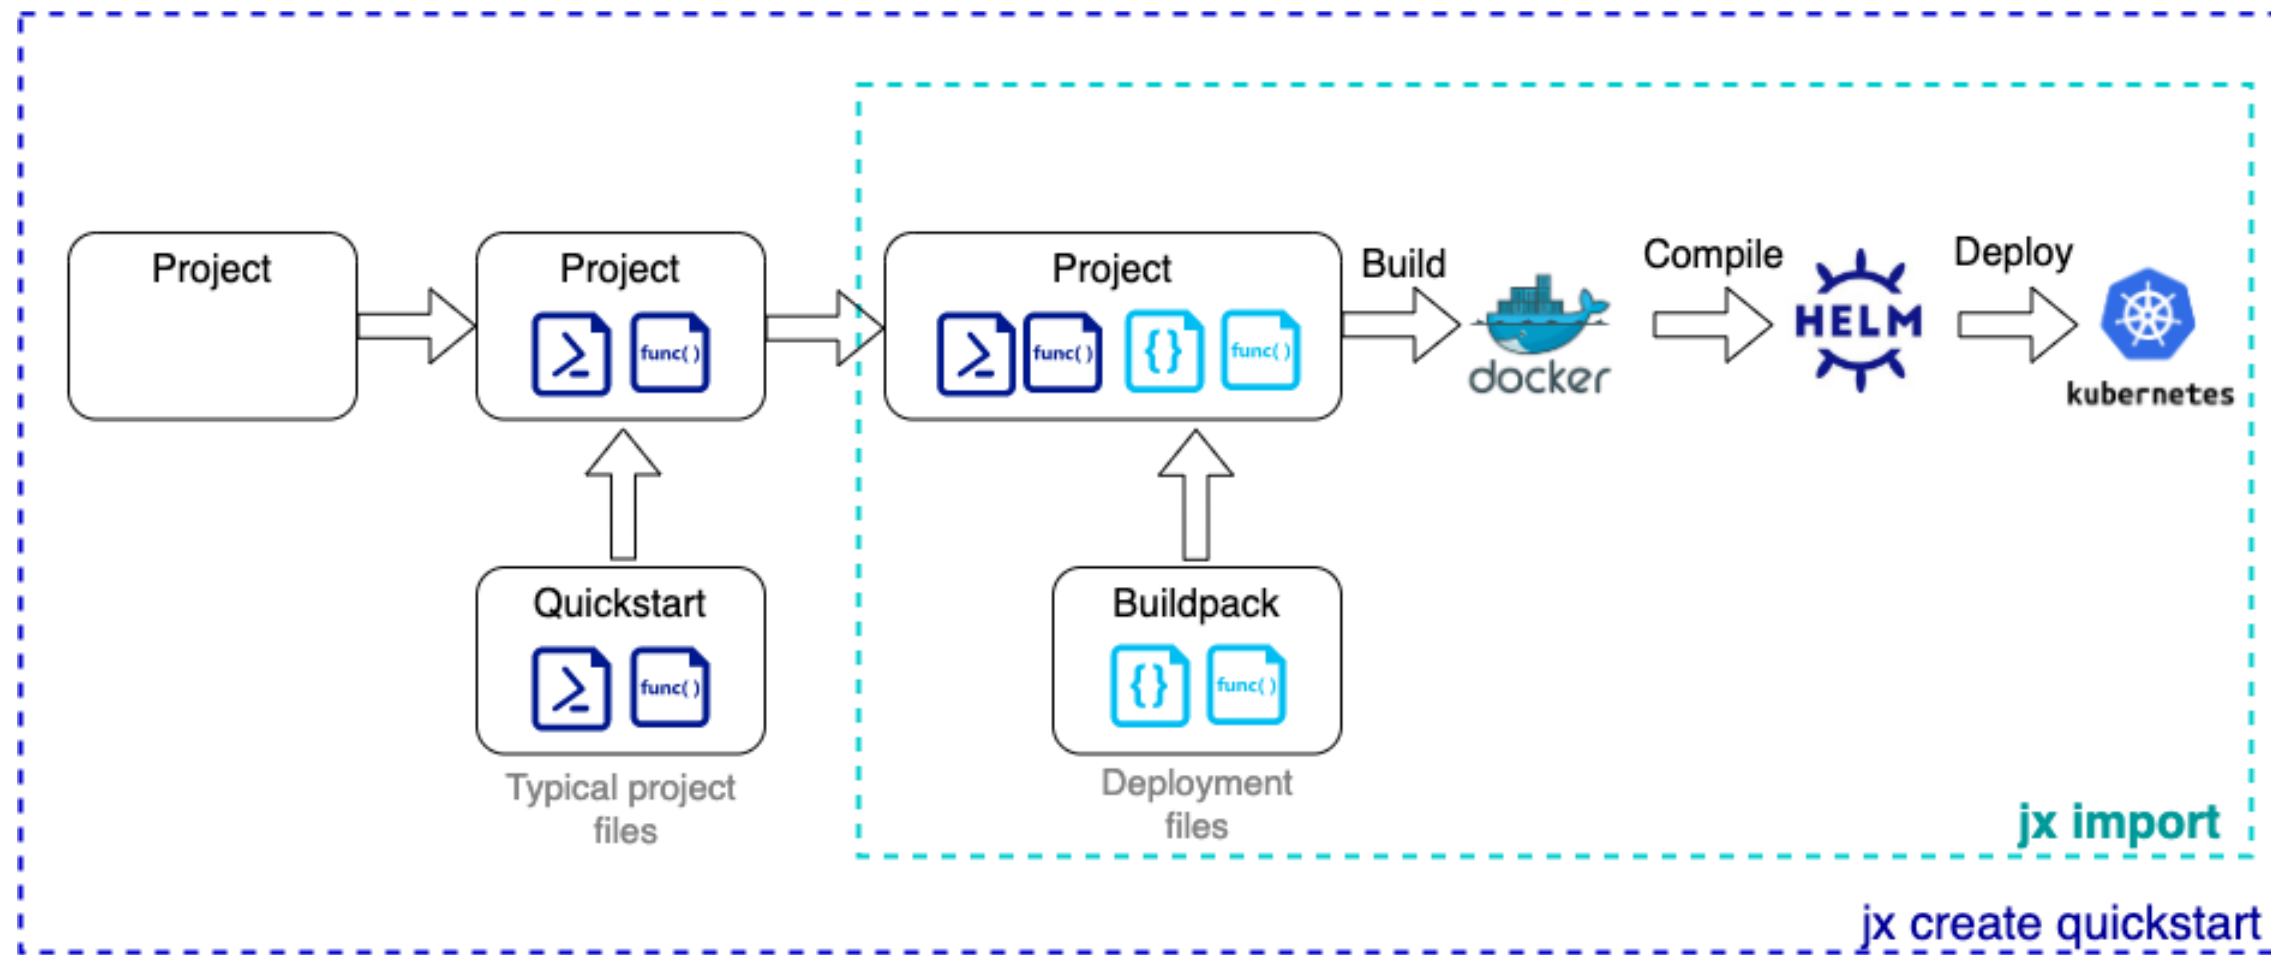 Project
Project
func()
Project
func()
{}
func()
Build
docker
Compile
HELM
Deploy
kubernetes
Quickstart
func()
Typical project
files
Buildpack
{}
func()
Deployment
files
jx import
jx create quickstart